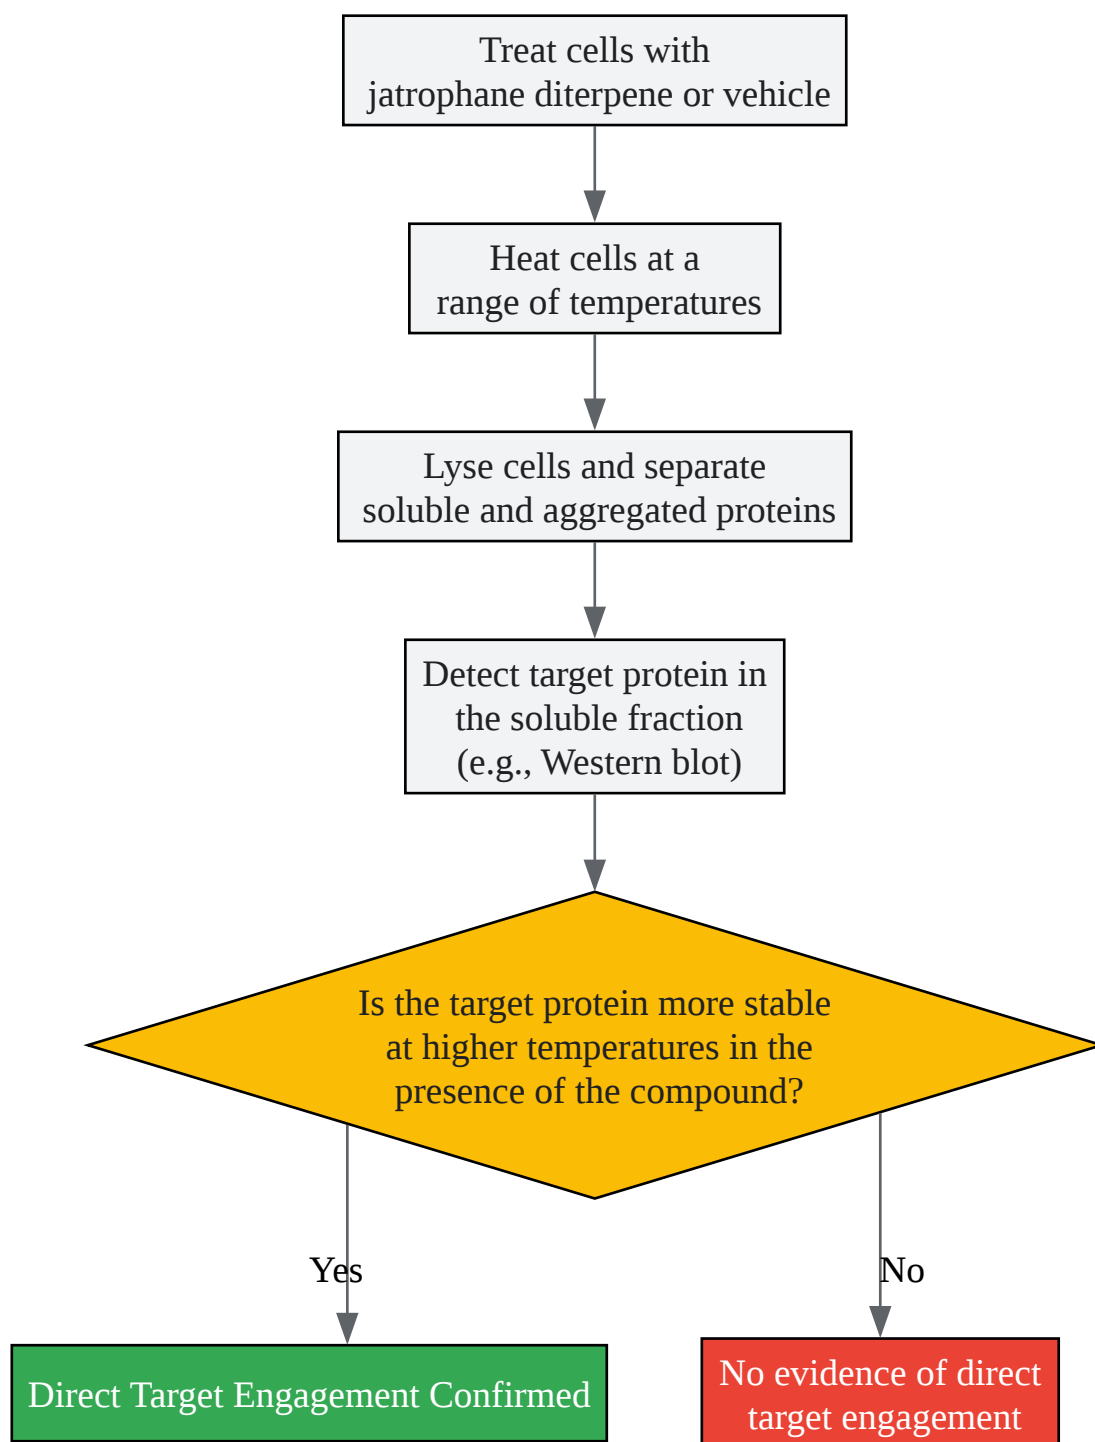 Treat cells with
jatrophane diterpene or vehicle
Heat cells at a
range of temperatures
Lyse cells and separate
soluble and aggregated proteins
Detect target protein in
the soluble fraction
(e.g., Western blot)
Is the target protein more stable
at higher temperatures in the
presence of the compound?
Yes
No
Direct Target Engagement Confirmed
No evidence of direct
target engagement